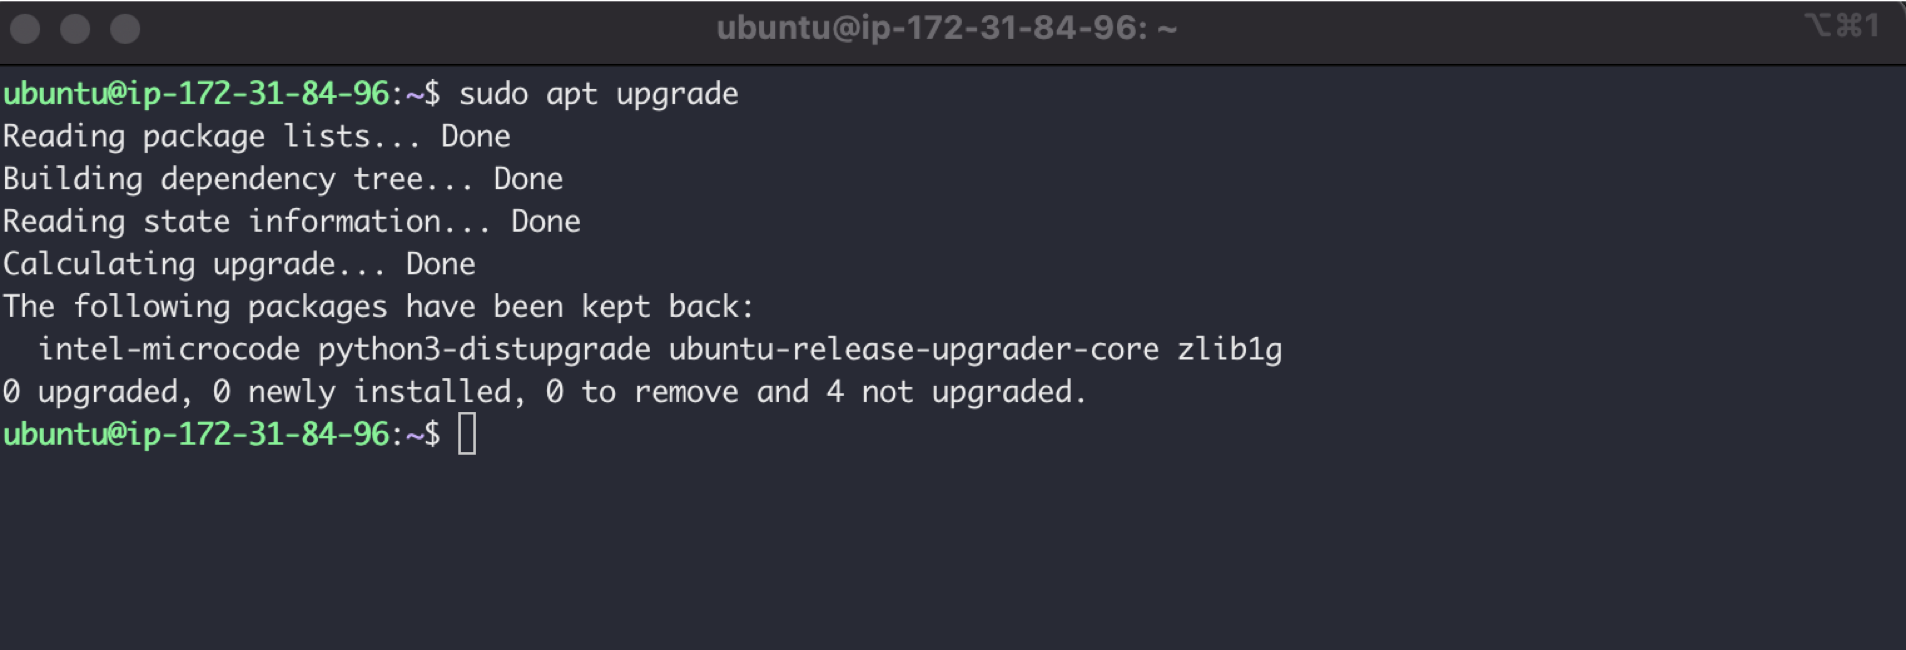 ubuntu@ip-172-31-84-96: ~
⌥⌘1
ubuntu@ip-172-31-84-96:~$ sudo apt upgrade
Reading package lists... Done
Building dependency tree... Done
Reading state information... Done
Calculating upgrade... Done
The following packages have been kept back:
  intel-microcode python3-distupgrade ubuntu-release-upgrader-core zlib1g
0 upgraded, 0 newly installed, 0 to remove and 4 not upgraded.
ubuntu@ip-172-31-84-96:~$